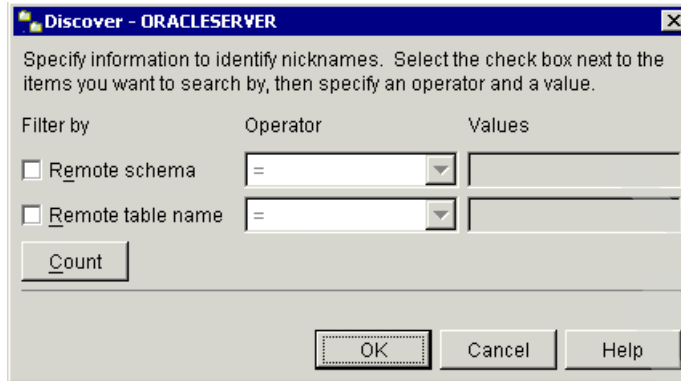 Discover - ORACLESERVER
Specify information to identify nicknames. Select the check box next to the
items you want to search by, then specify an operator and a value.
Filter by Operator Values
Remote schema =
Remote table name =
Count
OK Cancel Help